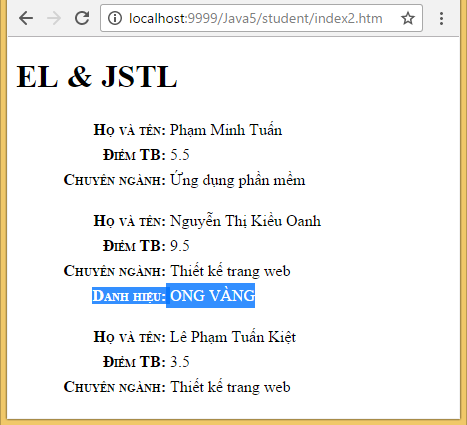 localhost:9999/Java5/student/index2.htm
EL & JSTL
Họ và tên: Phạm Minh Tuấn
Điểm TB: 5.5
Chuyên ngành: Ứng dụng phần mềm
Họ và tên: Nguyễn Thị Kiều Oanh
Điểm TB: 9.5
Chuyên ngành: Thiết kế trang web
Danh hiệu: ONG VÀNG
Họ và tên: Lê Phạm Tuấn Kiệt
Điểm TB: 3.5
Chuyên ngành: Thiết kế trang web